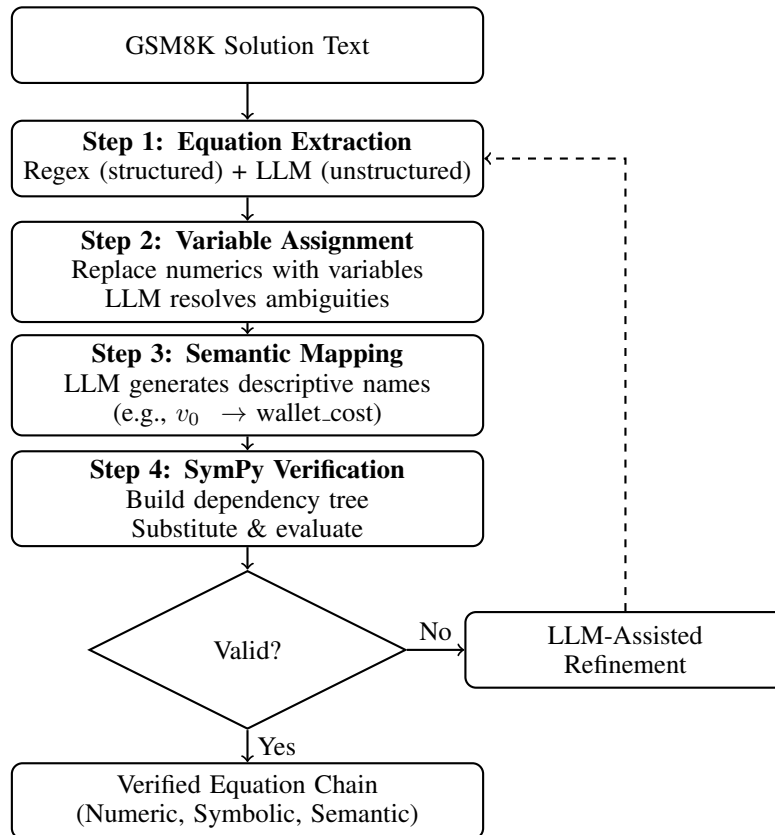 GSM8K Solution Text
Step 1: Equation Extraction
Regex (structured) + LLM (unstructured)
Step 2: Variable Assignment
Replace numerics with variables
LLM resolves ambiguities
Step 3: Semantic Mapping
LLM generates descriptive names
(e.g., v₀ → wallet_cost)
Step 4: SymPy Verification
Build dependency tree
Substitute & evaluate
Valid?
No
LLM-Assisted
Refinement
Yes
Verified Equation Chain
(Numeric, Symbolic, Semantic)